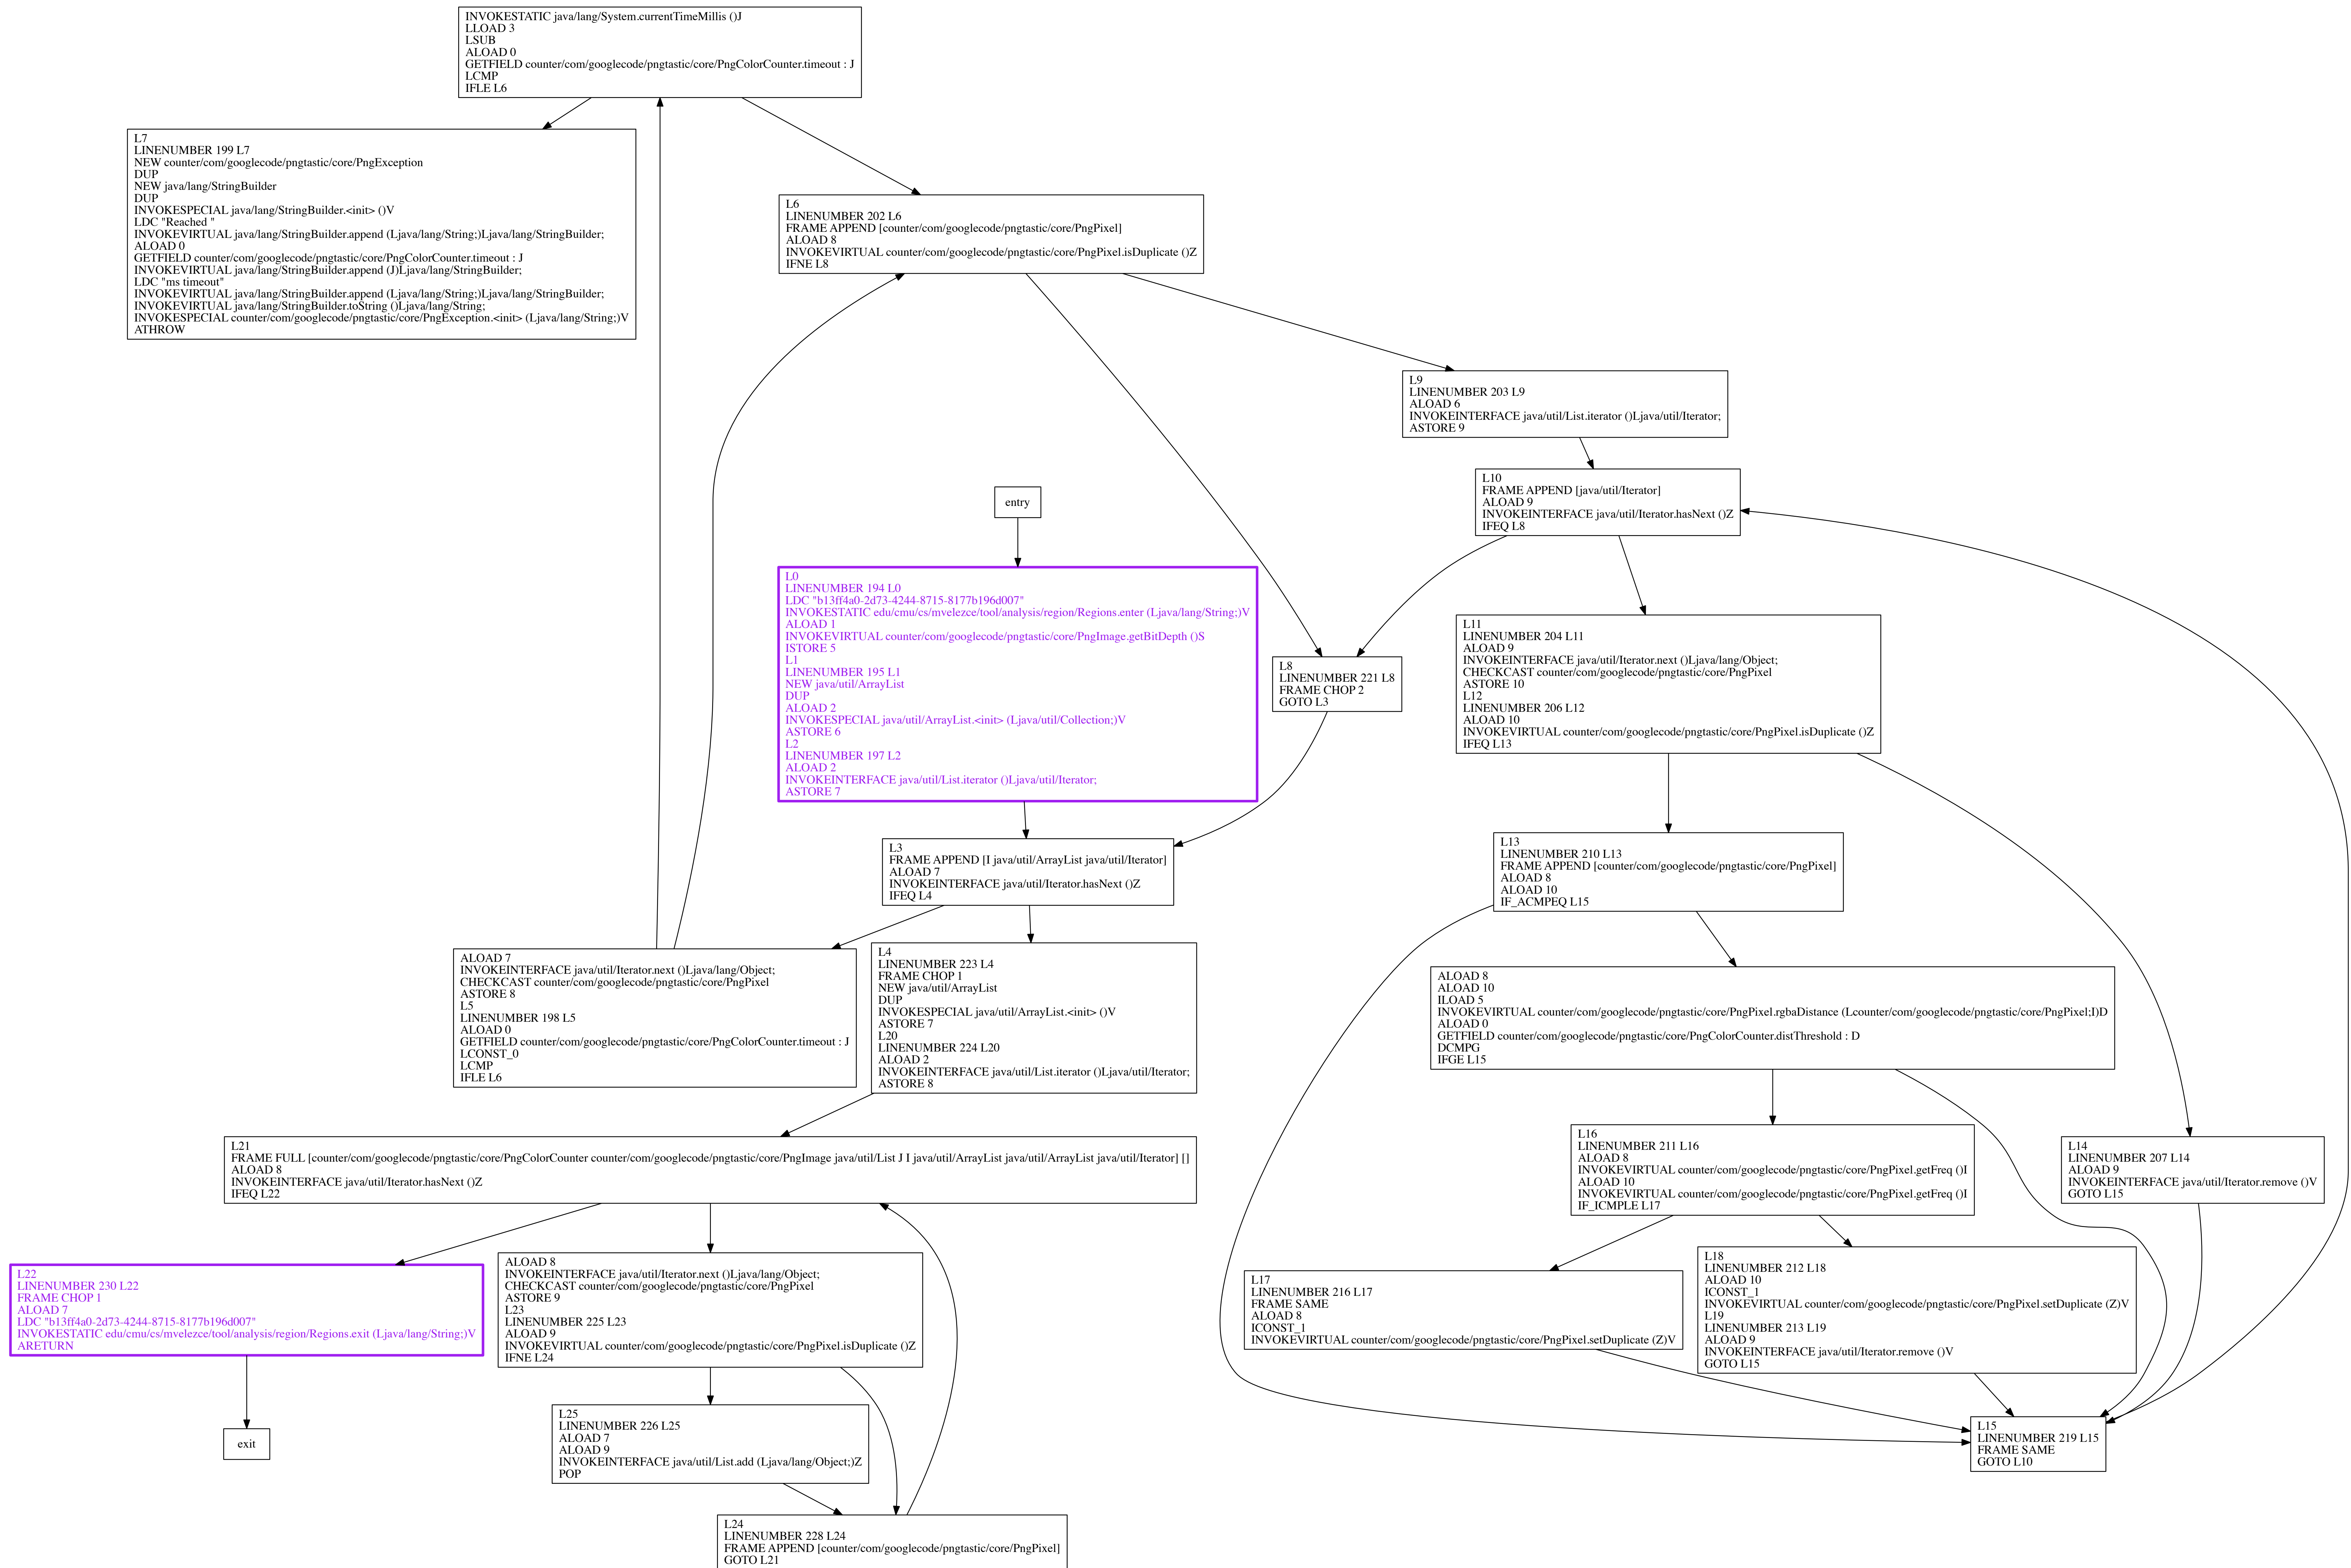 INVOKESTATIC java/lang/System.currentTimeMillis ()J
LLOAD 3
LSUB
ALOAD 0
GETFIELD counter/com/googlecode/pngtastic/core/PngColorCounter.timeout : J
LCMP
IFLE L6
L7
LINENUMBER 199 L7
NEW counter/com/googlecode/pngtastic/core/PngException
DUP
NEW java/lang/StringBuilder
DUP
INVOKESPECIAL java/lang/StringBuilder.<init> ()V
LDC "Reached "
INVOKEVIRTUAL java/lang/StringBuilder.append (Ljava/lang/String;)Ljava/lang/StringBuilder;
ALOAD 0
GETFIELD counter/com/googlecode/pngtastic/core/PngColorCounter.timeout : J
INVOKEVIRTUAL java/lang/StringBuilder.append (J)Ljava/lang/StringBuilder;
LDC "ms timeout"
INVOKEVIRTUAL java/lang/StringBuilder.append (Ljava/lang/String;)Ljava/lang/StringBuilder;
INVOKEVIRTUAL java/lang/StringBuilder.toString ()Ljava/lang/String;
INVOKESPECIAL counter/com/googlecode/pngtastic/core/PngException.<init> (Ljava/lang/String;)V
ATHROW
L6
LINENUMBER 202 L6
FRAME APPEND [counter/com/googlecode/pngtastic/core/PngPixel]
ALOAD 8
INVOKEVIRTUAL counter/com/googlecode/pngtastic/core/PngPixel.isDuplicate ()Z
IFNE L8
L9
LINENUMBER 203 L9
ALOAD 6
INVOKEINTERFACE java/util/List.iterator ()Ljava/util/Iterator;
ASTORE 9
L10
FRAME APPEND [java/util/Iterator]
ALOAD 9
INVOKEINTERFACE java/util/Iterator.hasNext ()Z
IFEQ L8
entry
L0
LINENUMBER 194 L0
LDC "b13ff4a0-2d73-4244-8715-8177b196d007"
INVOKESTATIC edu/cmu/cs/mvelezce/tool/analysis/region/Regions.enter (Ljava/lang/String;)V
ALOAD 1
INVOKEVIRTUAL counter/com/googlecode/pngtastic/core/PngImage.getBitDepth ()S
ISTORE 5
L1
LINENUMBER 195 L1
NEW java/util/ArrayList
DUP
ALOAD 2
INVOKESPECIAL java/util/ArrayList.<init> (Ljava/util/Collection;)V
ASTORE 6
L2
LINENUMBER 197 L2
ALOAD 2
INVOKEINTERFACE java/util/List.iterator ()Ljava/util/Iterator;
ASTORE 7
L8
LINENUMBER 221 L8
FRAME CHOP 2
GOTO L3
L11
LINENUMBER 204 L11
ALOAD 9
INVOKEINTERFACE java/util/Iterator.next ()Ljava/lang/Object;
CHECKCAST counter/com/googlecode/pngtastic/core/PngPixel
ASTORE 10
L12
LINENUMBER 206 L12
ALOAD 10
INVOKEVIRTUAL counter/com/googlecode/pngtastic/core/PngPixel.isDuplicate ()Z
IFEQ L13
L3
FRAME APPEND [I java/util/ArrayList java/util/Iterator]
ALOAD 7
INVOKEINTERFACE java/util/Iterator.hasNext ()Z
IFEQ L4
L13
LINENUMBER 210 L13
FRAME APPEND [counter/com/googlecode/pngtastic/core/PngPixel]
ALOAD 8
ALOAD 10
IF_ACMPEQ L15
ALOAD 7
INVOKEINTERFACE java/util/Iterator.next ()Ljava/lang/Object;
CHECKCAST counter/com/googlecode/pngtastic/core/PngPixel
ASTORE 8
L5
LINENUMBER 198 L5
ALOAD 0
GETFIELD counter/com/googlecode/pngtastic/core/PngColorCounter.timeout : J
LCONST_0
LCMP
IFLE L6
L4
LINENUMBER 223 L4
FRAME CHOP 1
NEW java/util/ArrayList
DUP
INVOKESPECIAL java/util/ArrayList.<init> ()V
ASTORE 7
L20
LINENUMBER 224 L20
ALOAD 2
INVOKEINTERFACE java/util/List.iterator ()Ljava/util/Iterator;
ASTORE 8
ALOAD 8
ALOAD 10
ILOAD 5
INVOKEVIRTUAL counter/com/googlecode/pngtastic/core/PngPixel.rgbaDistance (Lcounter/com/googlecode/pngtastic/core/PngPixel;I)D
ALOAD 0
GETFIELD counter/com/googlecode/pngtastic/core/PngColorCounter.distThreshold : D
DCMPG
IFGE L15
L21
FRAME FULL [counter/com/googlecode/pngtastic/core/PngColorCounter counter/com/googlecode/pngtastic/core/PngImage java/util/List J I java/util/ArrayList java/util/ArrayList java/util/Iterator] []
ALOAD 8
INVOKEINTERFACE java/util/Iterator.hasNext ()Z
IFEQ L22
L16
LINENUMBER 211 L16
ALOAD 8
INVOKEVIRTUAL counter/com/googlecode/pngtastic/core/PngPixel.getFreq ()I
ALOAD 10
INVOKEVIRTUAL counter/com/googlecode/pngtastic/core/PngPixel.getFreq ()I
IF_ICMPLE L17
L14
LINENUMBER 207 L14
ALOAD 9
INVOKEINTERFACE java/util/Iterator.remove ()V
GOTO L15
L22
LINENUMBER 230 L22
FRAME CHOP 1
ALOAD 7
LDC "b13ff4a0-2d73-4244-8715-8177b196d007"
INVOKESTATIC edu/cmu/cs/mvelezce/tool/analysis/region/Regions.exit (Ljava/lang/String;)V
ARETURN
ALOAD 8
INVOKEINTERFACE java/util/Iterator.next ()Ljava/lang/Object;
CHECKCAST counter/com/googlecode/pngtastic/core/PngPixel
ASTORE 9
L23
LINENUMBER 225 L23
ALOAD 9
INVOKEVIRTUAL counter/com/googlecode/pngtastic/core/PngPixel.isDuplicate ()Z
IFNE L24
L17
LINENUMBER 216 L17
FRAME SAME
ALOAD 8
ICONST_1
INVOKEVIRTUAL counter/com/googlecode/pngtastic/core/PngPixel.setDuplicate (Z)V
L18
LINENUMBER 212 L18
ALOAD 10
ICONST_1
INVOKEVIRTUAL counter/com/googlecode/pngtastic/core/PngPixel.setDuplicate (Z)V
L19
LINENUMBER 213 L19
ALOAD 9
INVOKEINTERFACE java/util/Iterator.remove ()V
GOTO L15
exit
L25
LINENUMBER 226 L25
ALOAD 7
ALOAD 9
INVOKEINTERFACE java/util/List.add (Ljava/lang/Object;)Z
POP
L15
LINENUMBER 219 L15
FRAME SAME
GOTO L10
L24
LINENUMBER 228 L24
FRAME APPEND [counter/com/googlecode/pngtastic/core/PngPixel]
GOTO L21